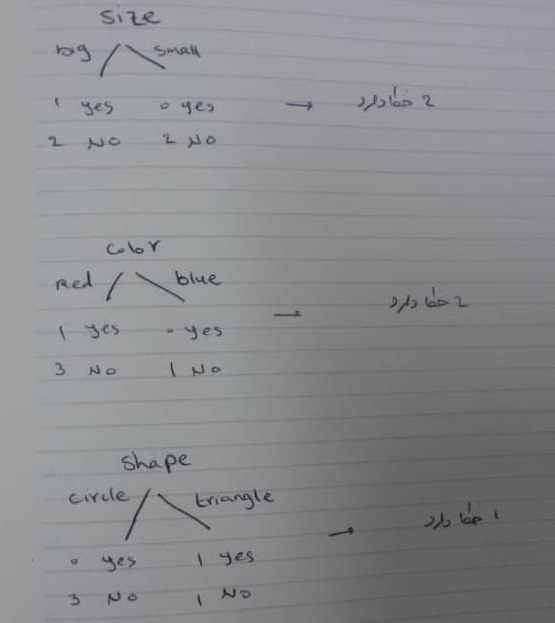 Size
big small
1 yes 0 yes → 2 خطا دارد
2 NO 2 NO
Color
red blue
1 yes 0 yes → 2 خطا دارد
3 NO 1 NO
Shape
circle triangle
0 yes 1 yes → 1 خطا دارد
3 NO 1 NO